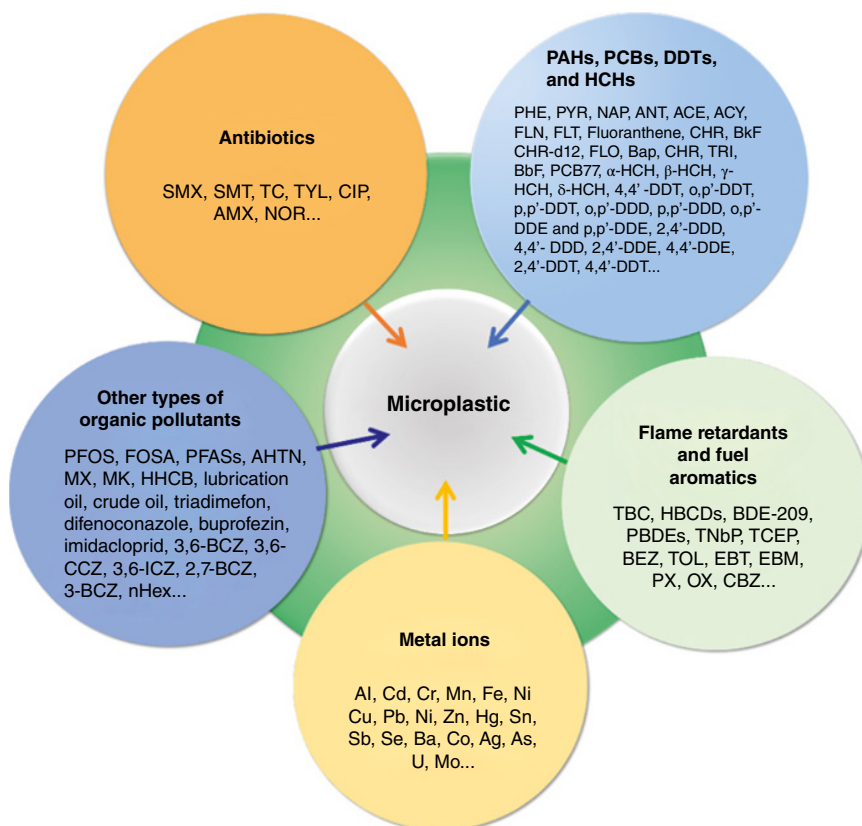 Antibiotics
SMX, SMT, TC, TYL, CIP,
AMX, NOR...
PAHs, PCBs, DDTs,
and HCHs
PHE, PYR, NAP, ANT, ACE, ACY,
FLN, FLT, Fluoranthene, CHR, BkF
CHR-d12, FLO, Bap, CHR, TRI,
BbF, PCB77, α-HCH, β-HCH, γ-
HCH, δ-HCH, 4,4' -DDT, o,p'-DDT,
p,p'-DDT, o,p'-DDD, p,p'-DDD, o,p'-
DDE and p,p'-DDE, 2,4'-DDD,
4,4'- DDD, 2,4'-DDE, 4,4'-DDE,
2,4'-DDT, 4,4'-DDT...
Microplastic
Other types of
organic pollutants
PFOS, FOSA, PFASs, AHTN,
MX, MK, HHCB, lubrication
oil, crude oil, triadimefon,
difenoconazole, buprofezin,
imidacloprid, 3,6-BCZ, 3,6-
CCZ, 3,6-ICZ, 2,7-BCZ,
3-BCZ, nHex...
Flame retardants
and fuel
aromatics
TBC, HBCDs, BDE-209,
PBDEs, TNbP, TCEP,
BEZ, TOL, EBT, EBM,
PX, OX, CBZ...
Metal ions
Al, Cd, Cr, Mn, Fe, Ni
Cu, Pb, Ni, Zn, Hg, Sn,
Sb, Se, Ba, Co, Ag, As,
U, Mo...